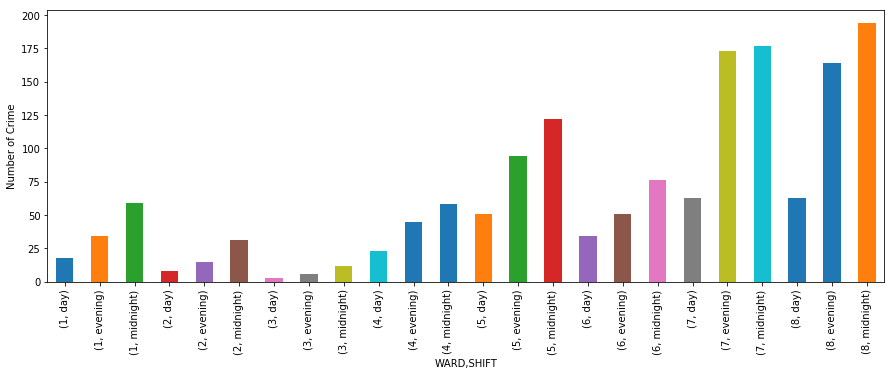 200
175
150
125
100
75
50
25
0
Number of Crime
(1, day)
(1, evening)
(1, midnight)
(2, day)
(2, evening)
(2, midnight)
(3, day)
(3, evening)
(3, midnight)
(4, day)
(4, evening)
(4, midnight)
(5, day)
(5, evening)
(5, midnight)
(6, day)
(6, evening)
(6, midnight)
(7, day)
(7, evening)
(7, midnight)
(8, day)
(8, evening)
(8, midnight)
WARD,SHIFT